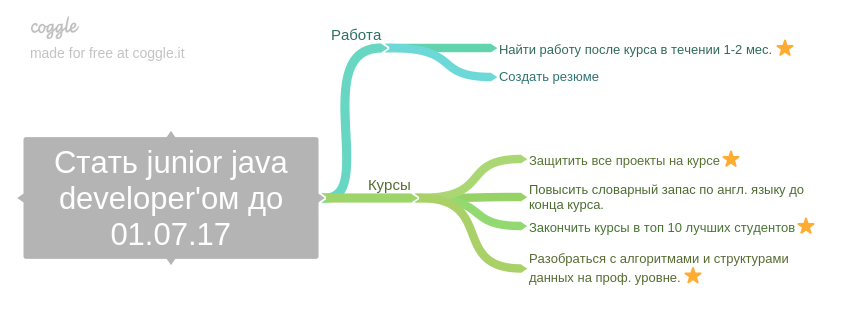 coggle
made for free at coggle.it
Стать junior java
developer'ом до
01.07.17
Работа
Найти работу после курса в течении 1-2 мес.
Создать резюме
Курсы
Защитить все проекты на курсе
Повысить словарный запас по англ. языку до
конца курса.
Закончить курсы в топ 10 лучших студентов
Разобраться с алгоритмами и структурами
данных на проф. уровне.